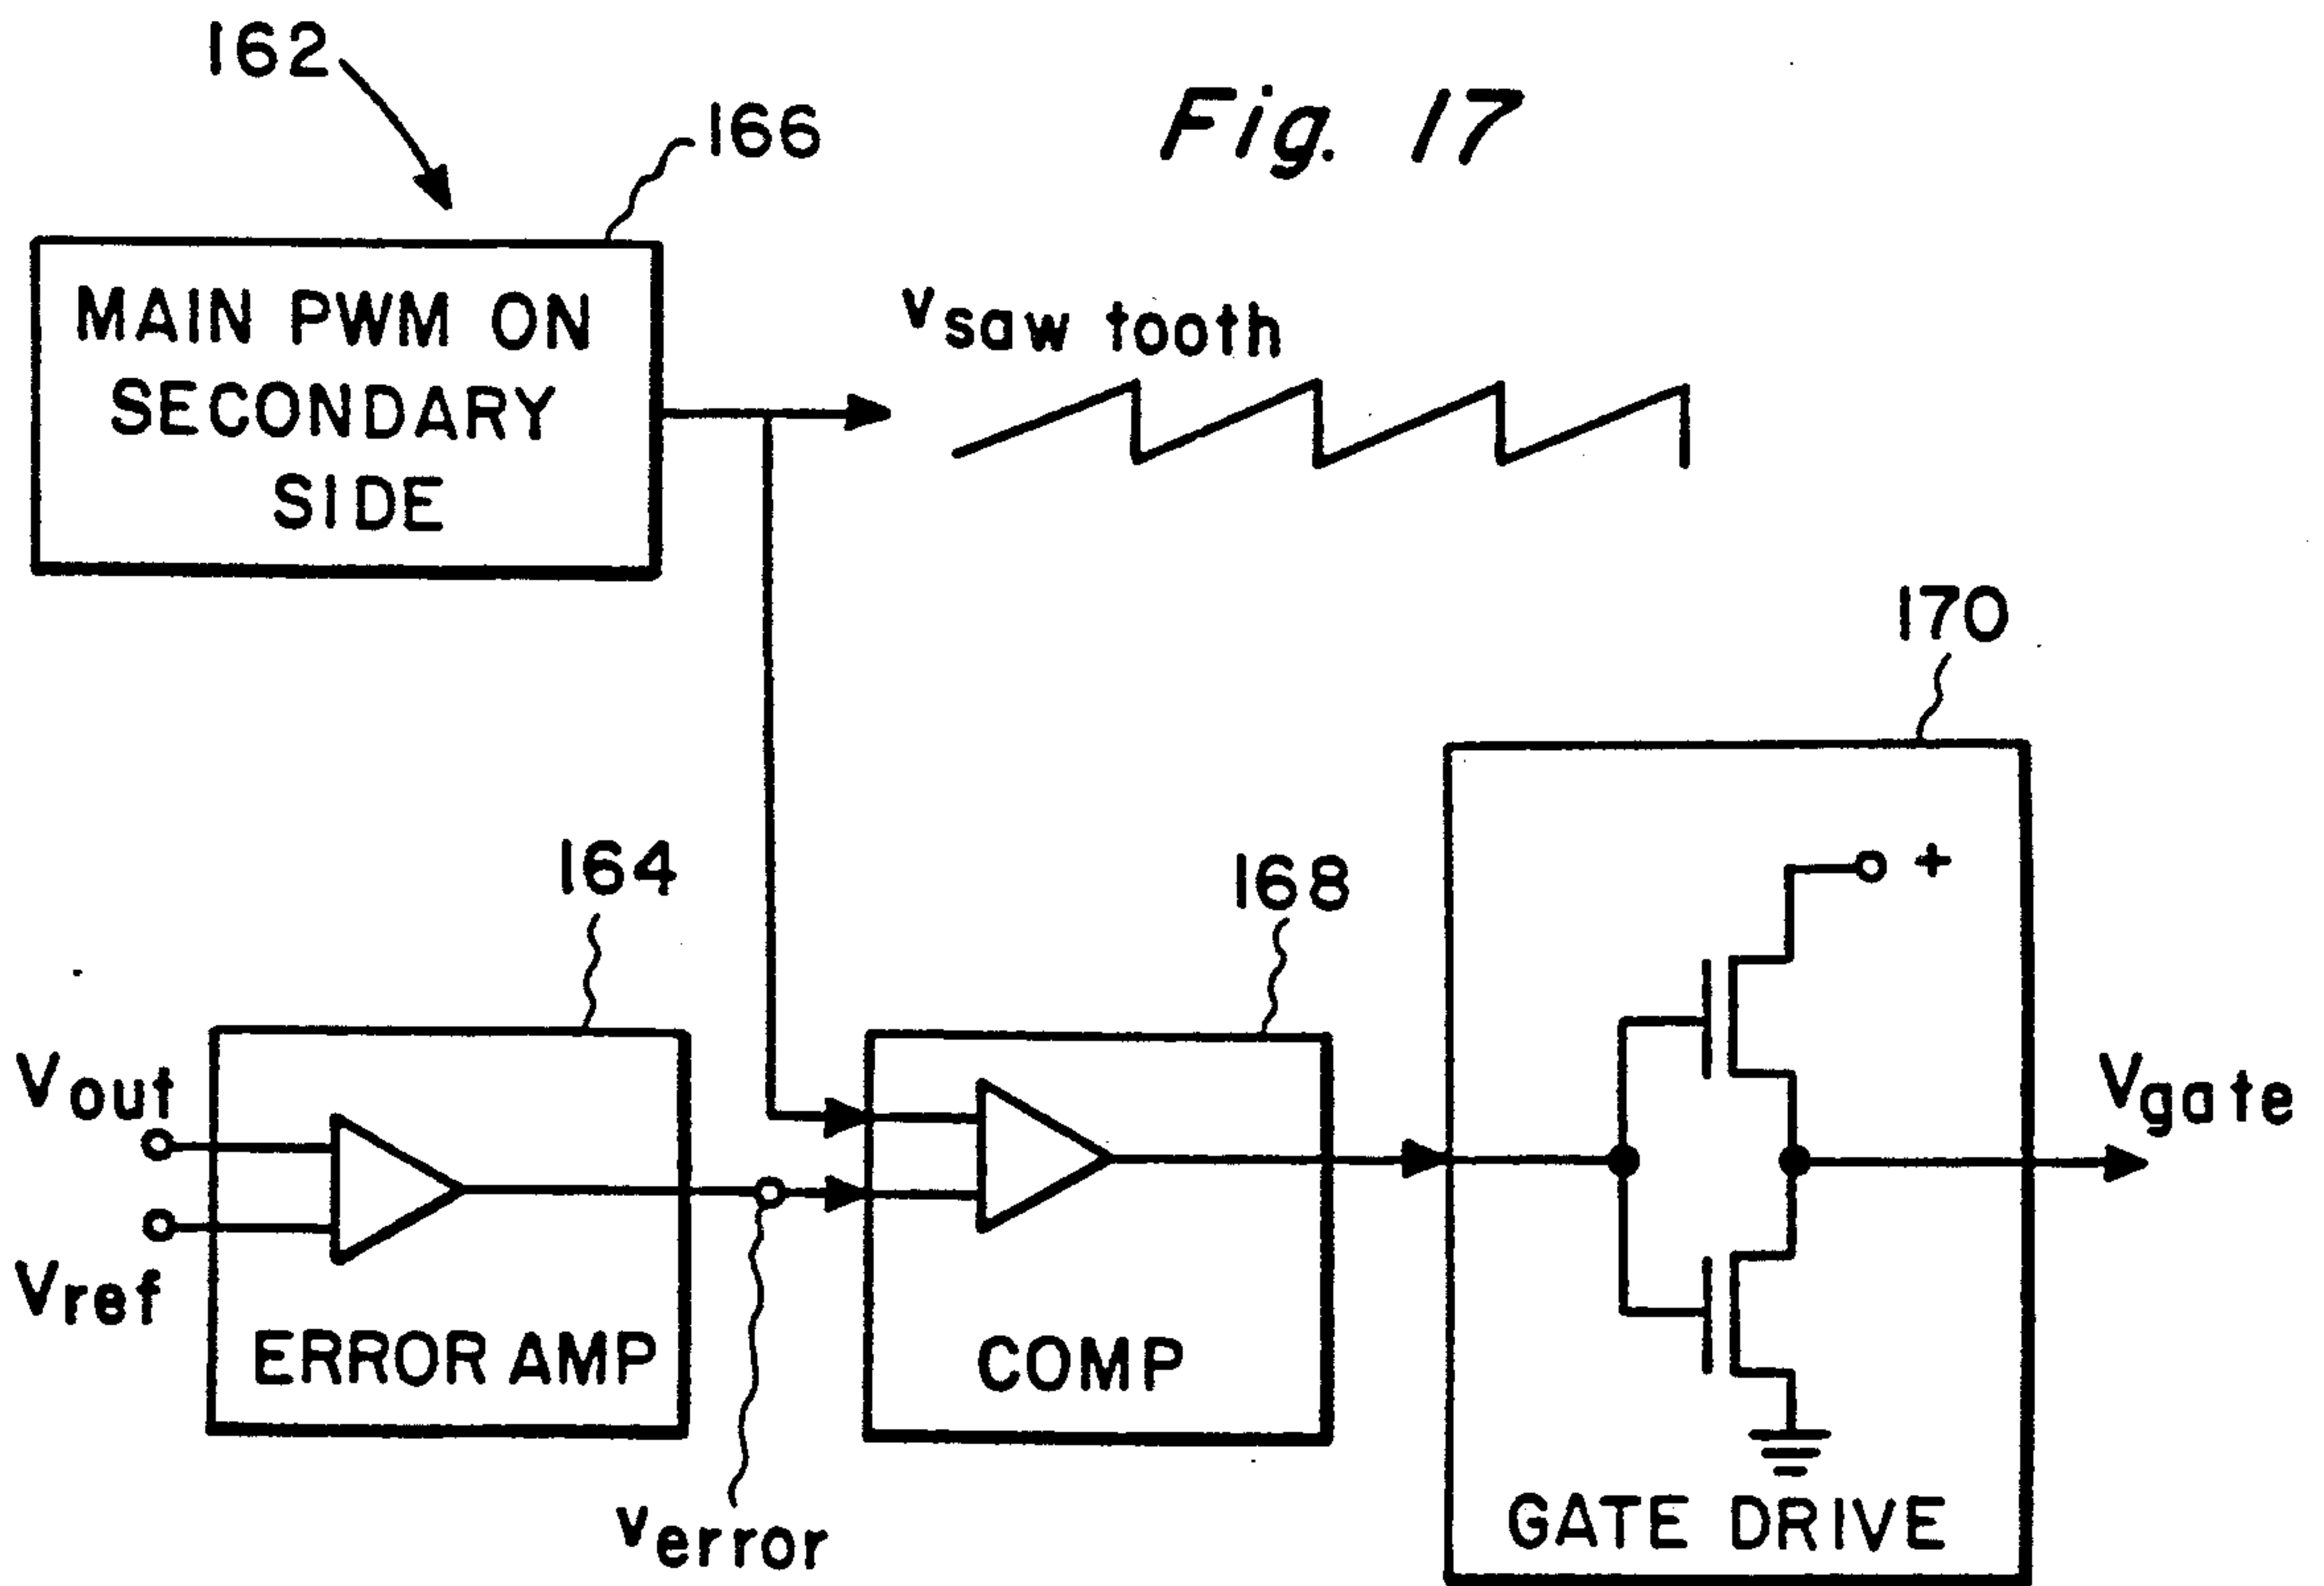 162
166
Fig. 17
MAIN PWM ON
SECONDARY
SIDE
vsaw tooth
170
+
164
168
Vout
Vref
ERROR AMP
COMP
Vgate
verror
GATE DRIVE